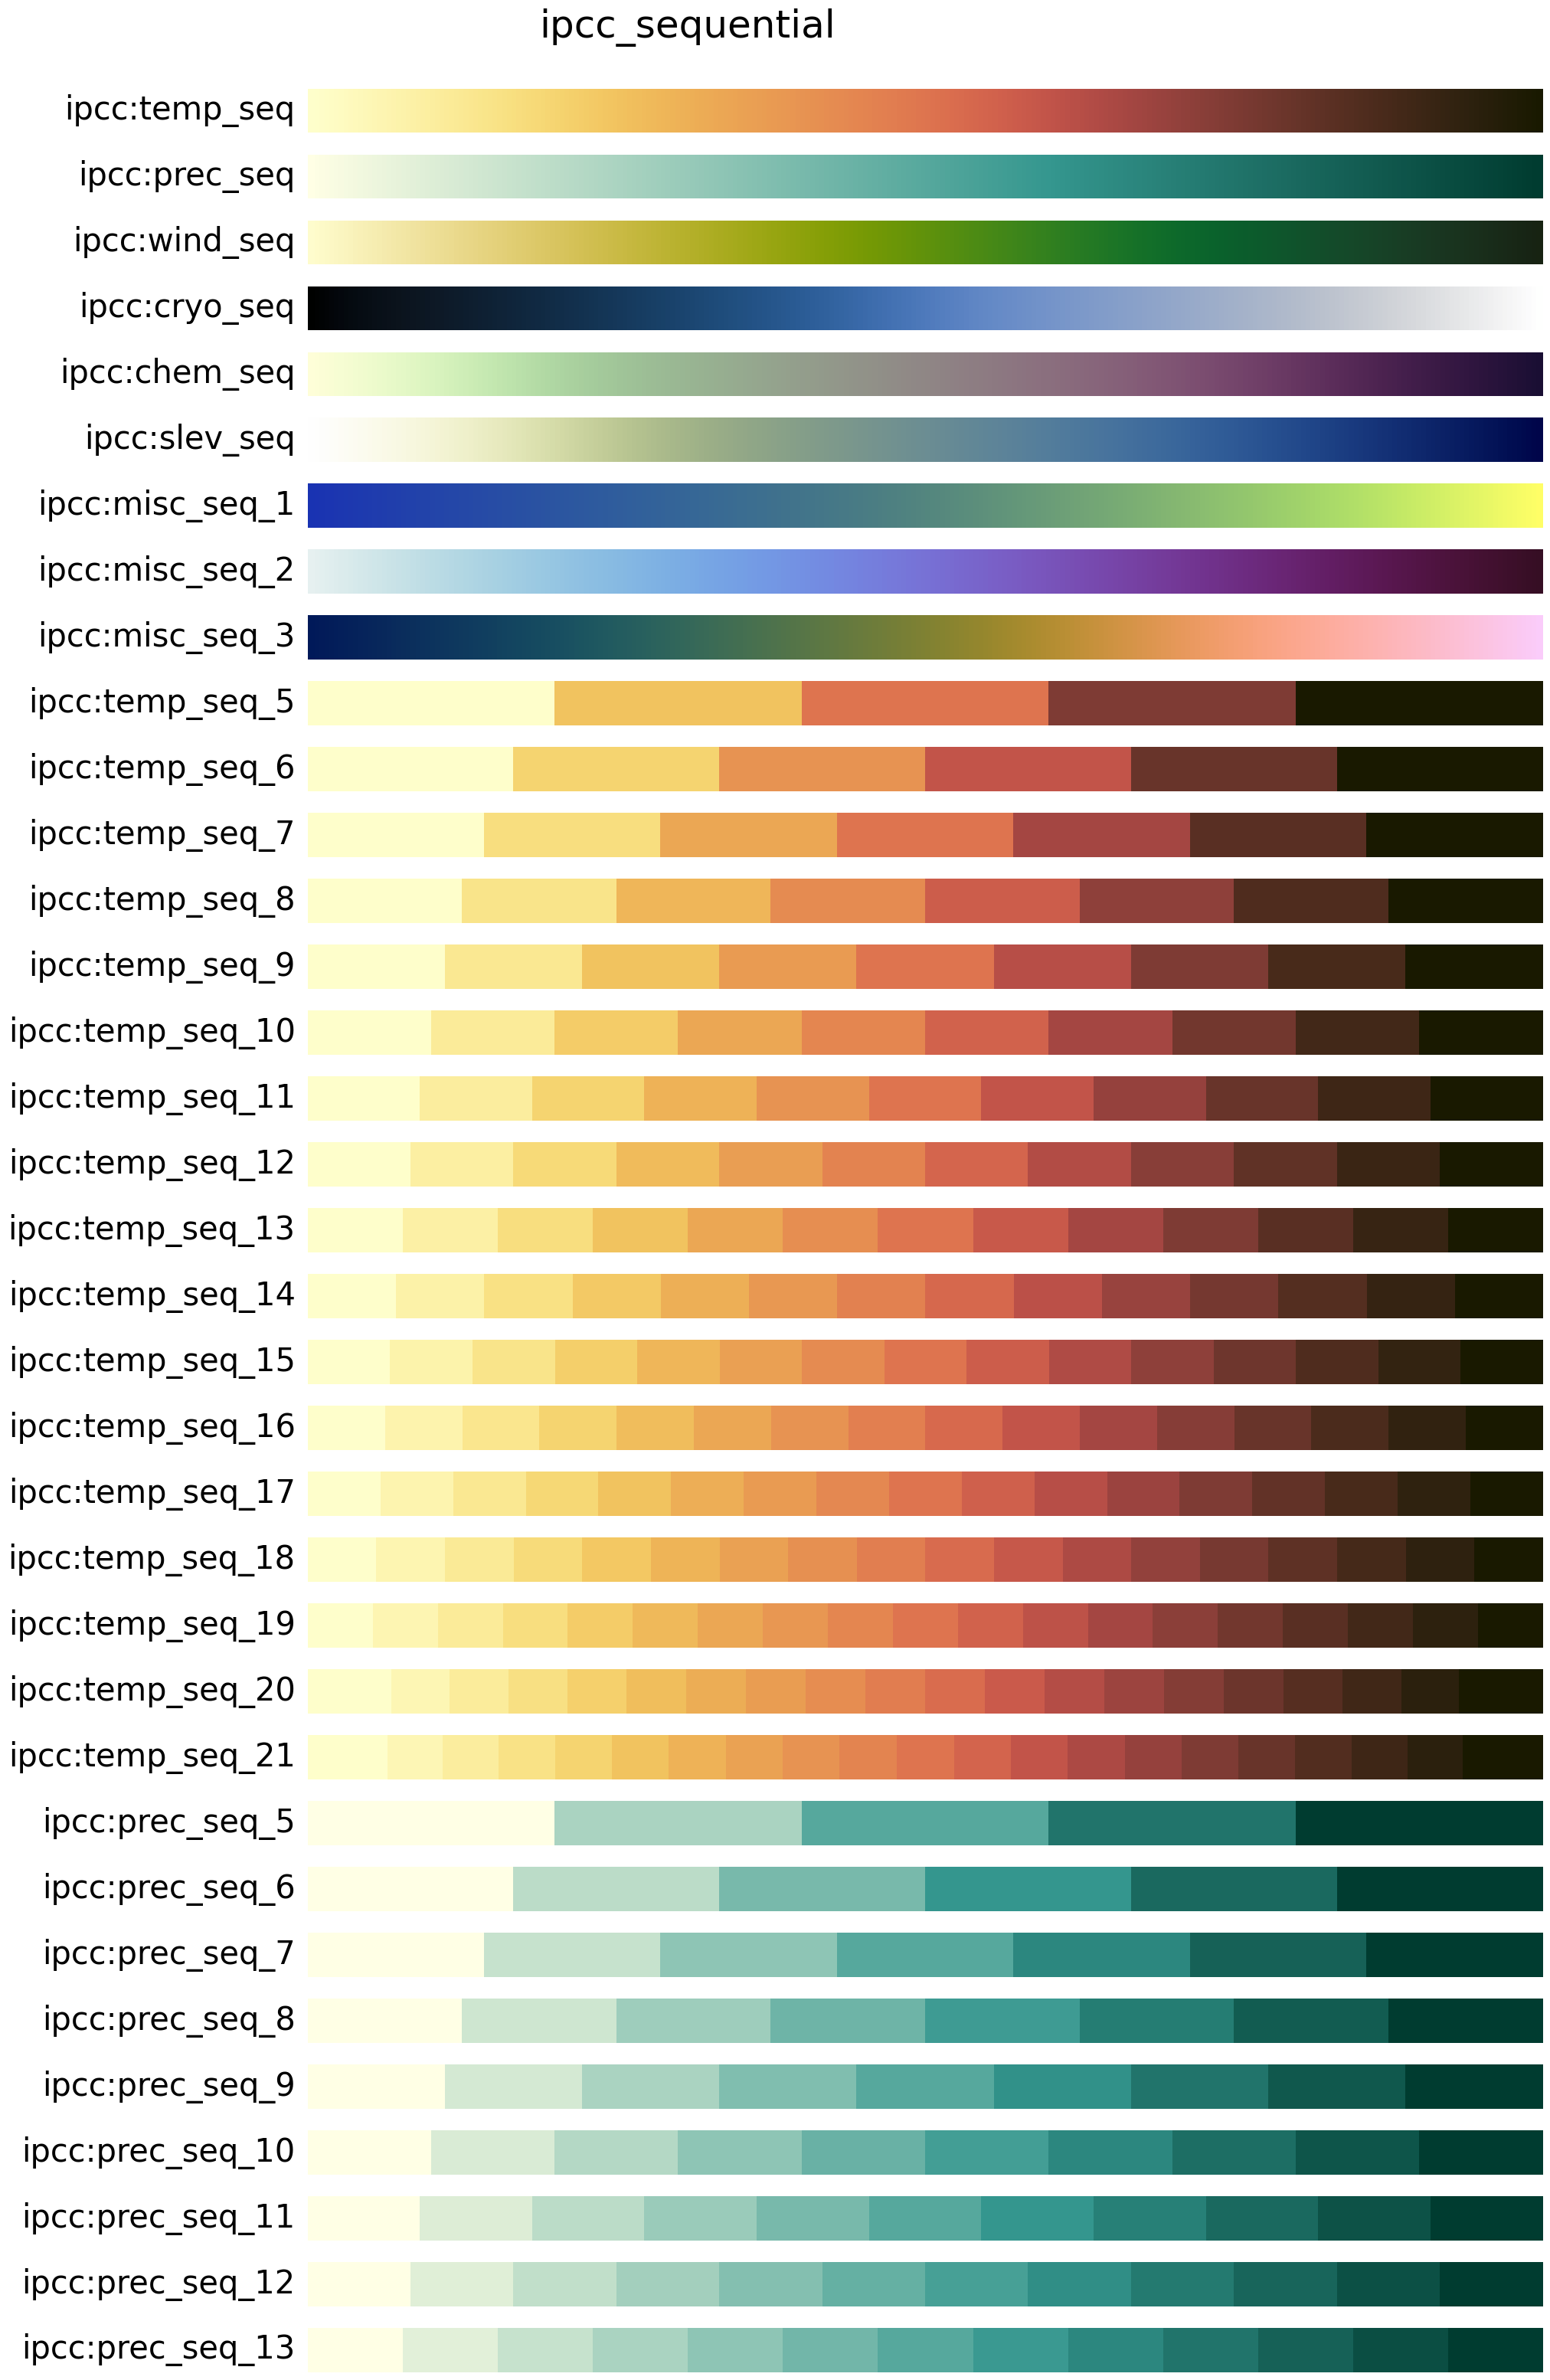 ipcc_sequential
ipcc:temp_seq
ipcc:prec_seq
ipcc:wind_seq
ipcc:cryo_seq
ipcc:chem_seq
ipcc:slev_seq
ipcc:misc_seq_1
ipcc:misc_seq_2
ipcc:misc_seq_3
ipcc:temp_seq_5
ipcc:temp_seq_6
ipcc:temp_seq_7
ipcc:temp_seq_8
ipcc:temp_seq_9
ipcc:temp_seq_10
ipcc:temp_seq_11
ipcc:temp_seq_12
ipcc:temp_seq_13
ipcc:temp_seq_14
ipcc:temp_seq_15
ipcc:temp_seq_16
ipcc:temp_seq_17
ipcc:temp_seq_18
ipcc:temp_seq_19
ipcc:temp_seq_20
ipcc:temp_seq_21
ipcc:prec_seq_5
ipcc:prec_seq_6
ipcc:prec_seq_7
ipcc:prec_seq_8
ipcc:prec_seq_9
ipcc:prec_seq_10
ipcc:prec_seq_11
ipcc:prec_seq_12
ipcc:prec_seq_13